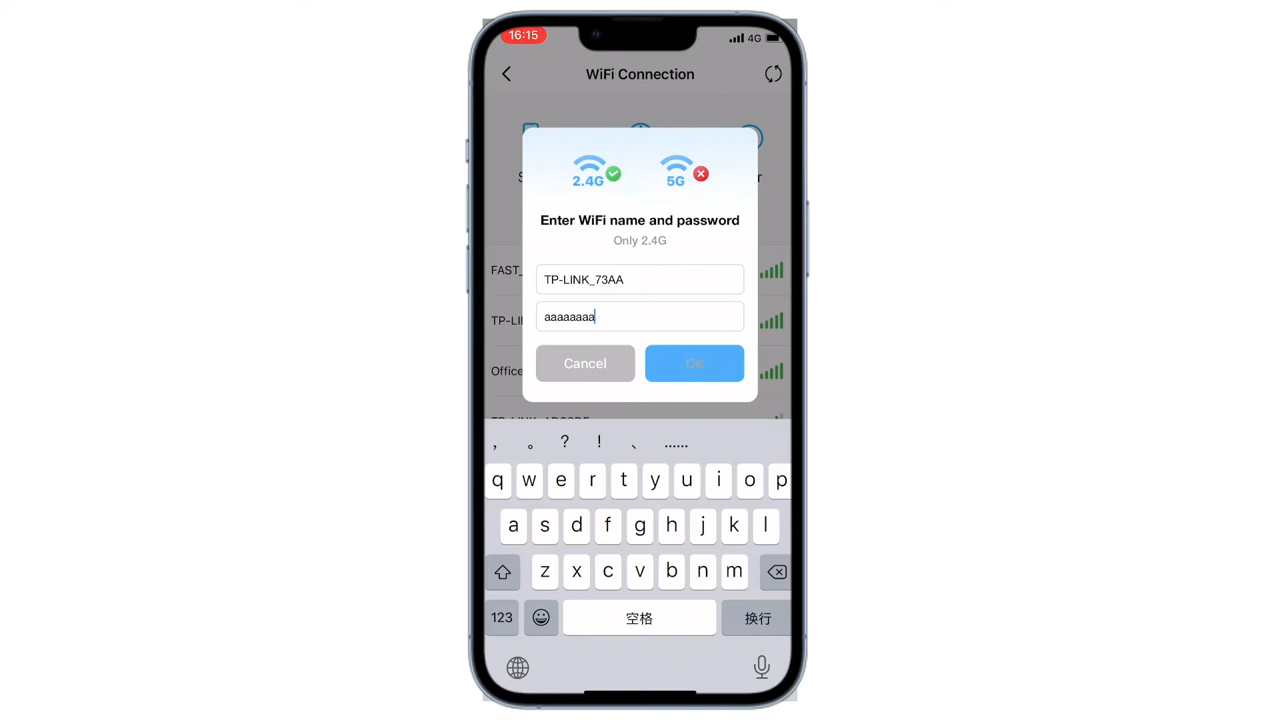 16:15
4G
WiFi Connection
2.4G
5G
Enter WiFi name and password
Only 2.4G
FAST_
TP-LINK_73AA
TP-LI
aaaaaaaa
Office
Cancel
OK
, 。 ? ! 、 ......
q w e r t y u i o p
a s d f g h j k l
z x c v b n m
123
空格
换行